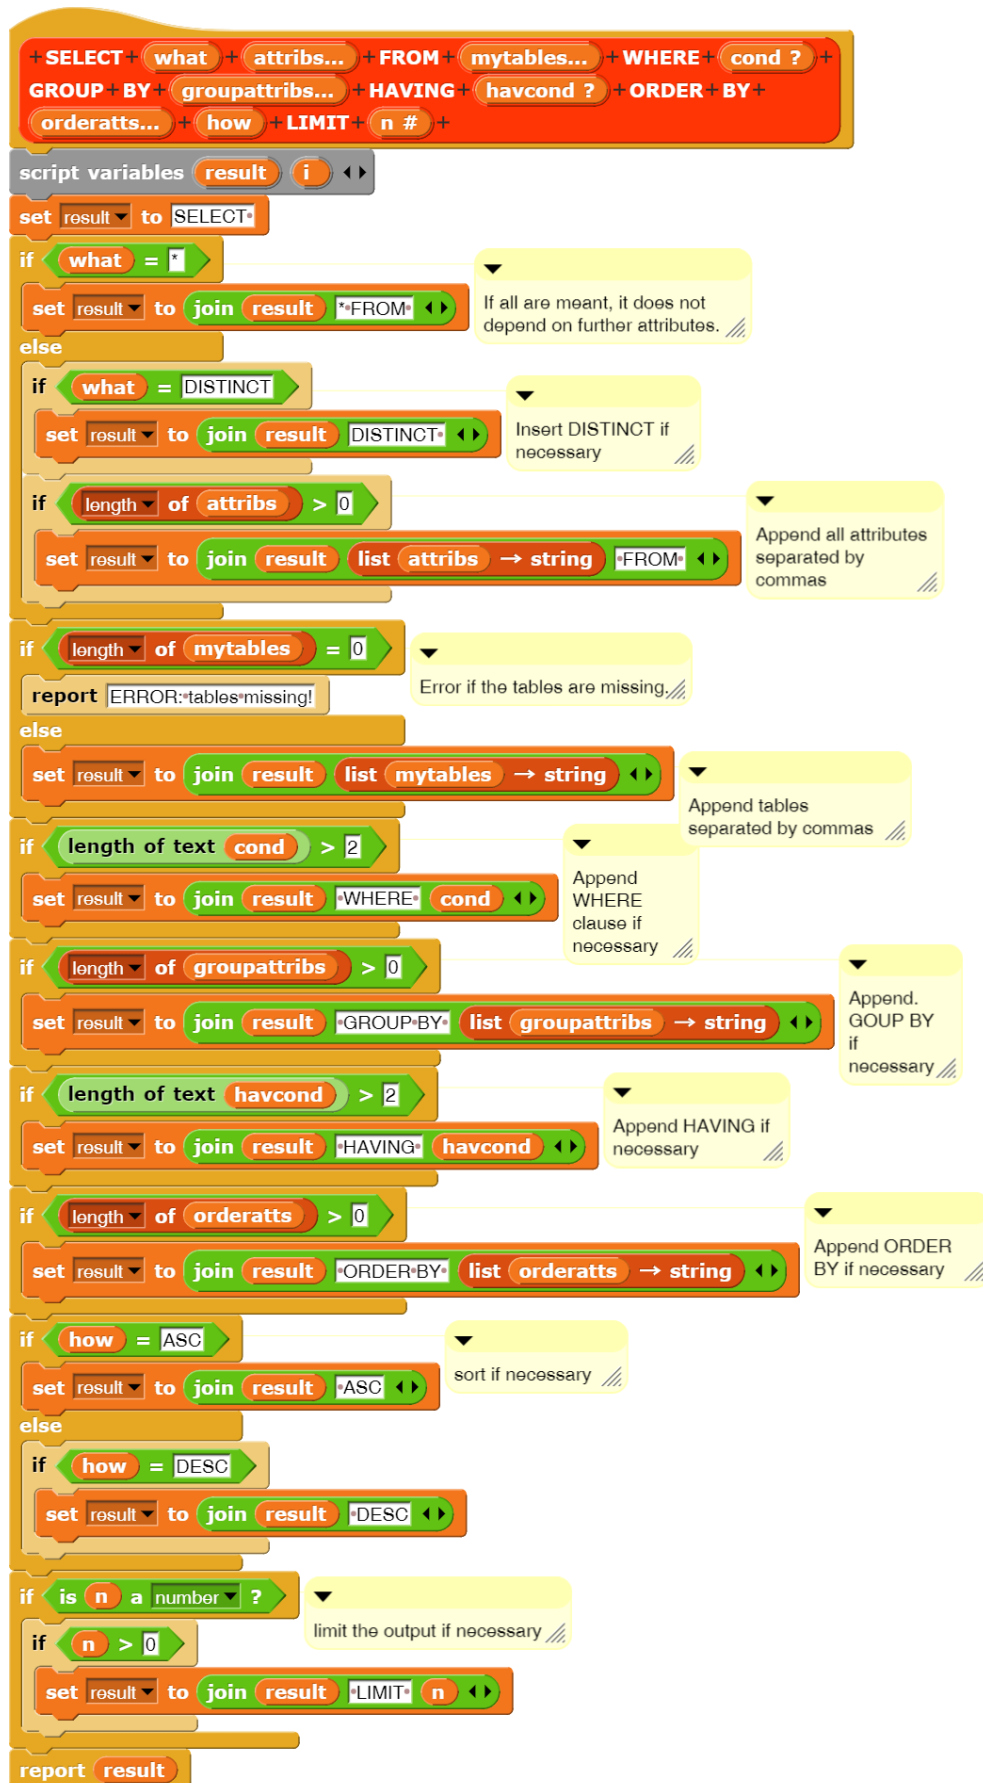 +SELECT+ what + attribs... +FROM+ mytables... +WHERE+ cond ? +
GROUP+BY+ groupattribs... +HAVING+ havcond ? +ORDER+BY+
orderatts... + how +LIMIT+ n # +
script variables result i
set result to SELECT
if what = *
set result to join result * FROM
If all are meant, it does not
depend on further attributes.
else
if what = DISTINCT
set result to join result DISTINCT
Insert DISTINCT if
necessary
if length of attribs > 0
set result to join result list attribs → string FROM
Append all attributes
separated by
commas
if length of mytables = 0
report ERROR: tables missing!
Error if the tables are missing.
else
set result to join result list mytables → string
Append tables
separated by commas
if length of text cond > 2
set result to join result WHERE cond
Append
WHERE
clause if
necessary
if length of groupattribs > 0
set result to join result GROUP BY list groupattribs → string
Append.
GOUP BY
if
necessary
if length of text havcond > 2
set result to join result HAVING havcond
Append HAVING if
necessary
if length of orderatts > 0
set result to join result ORDER BY list orderatts → string
Append ORDER
BY if necessary
if how = ASC
set result to join result ASC
sort if necessary
else
if how = DESC
set result to join result DESC
if is n a number ?
limit the output if necessary
if n > 0
set result to join result LIMIT n
report result